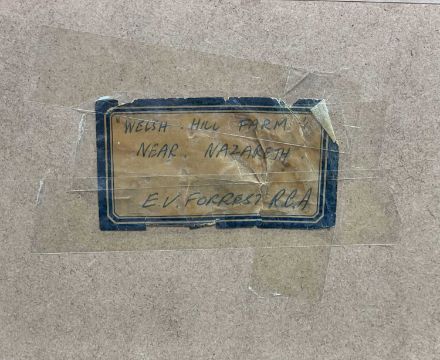 "WELSH . HILL FARM"
NEAR . NAZARETH .
E.V. FORREST R.C.A